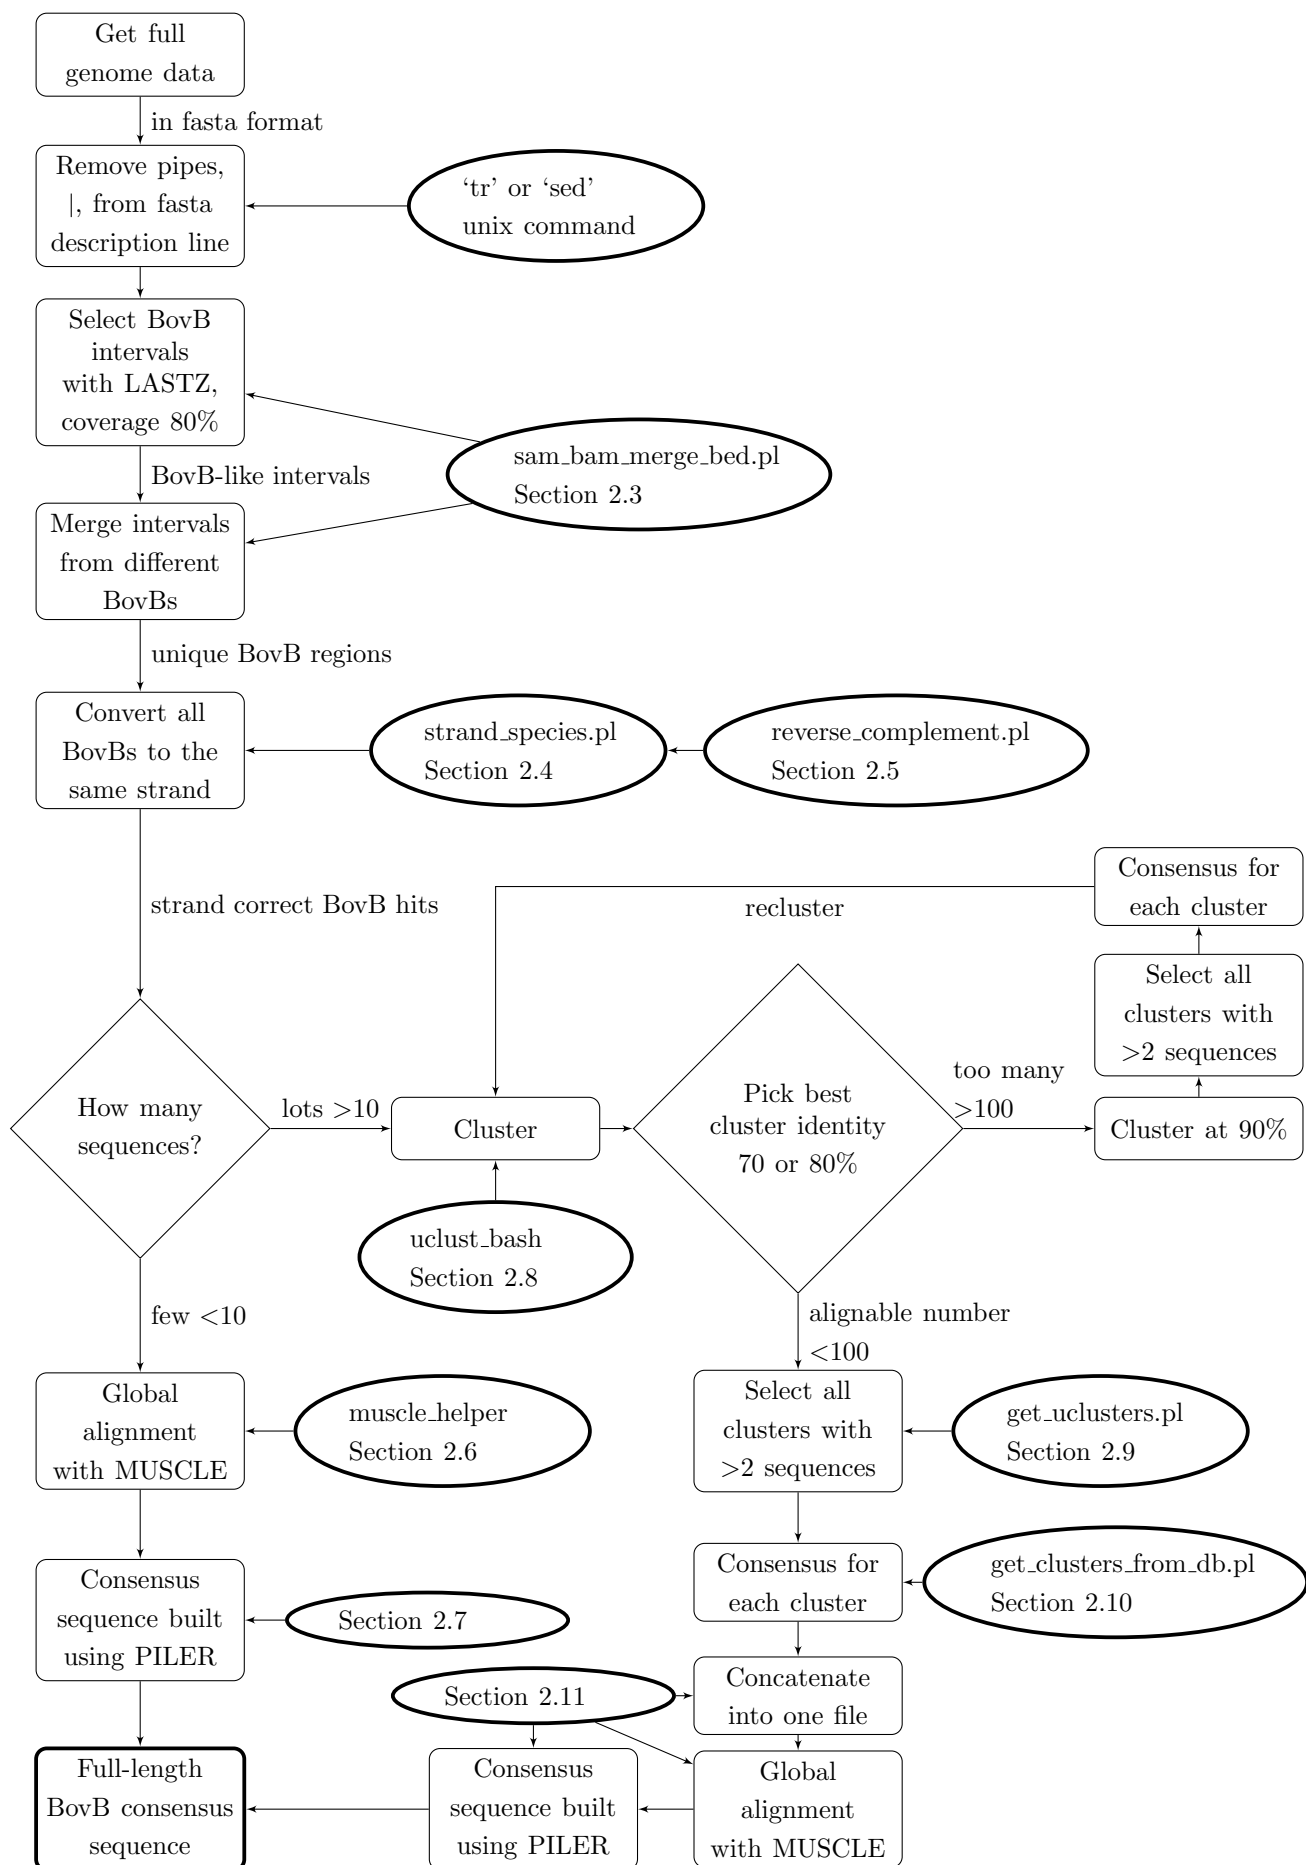 Get full
genome data
in fasta format
Remove pipes,
|, from fasta
description line
‘tr’ or ‘sed’
unix command
Select BovB
intervals
with LASTZ,
coverage 80%
sam_bam_merge_bed.pl
Section 2.3
BovB-like intervals
Merge intervals
from different
BovBs
unique BovB regions
Convert all
BovBs to the
same strand
strand_species.pl
Section 2.4
reverse_complement.pl
Section 2.5
strand correct BovB hits
recluster
Consensus for
each cluster
Select all
clusters with
>2 sequences
How many
sequences?
lots >10
Cluster
Pick best
cluster identity
70 or 80%
too many
>100
Cluster at 90%
uclust_bash
Section 2.8
few <10
alignable number
<100
Global
alignment
with MUSCLE
muscle_helper
Section 2.6
Select all
clusters with
>2 sequences
get_uclusters.pl
Section 2.9
Consensus
sequence built
using PILER
Section 2.7
Consensus for
each cluster
get_clusters_from_db.pl
Section 2.10
Section 2.11
Concatenate
into one file
Full-length
BovB consensus
sequence
Consensus
sequence built
using PILER
Global
alignment
with MUSCLE